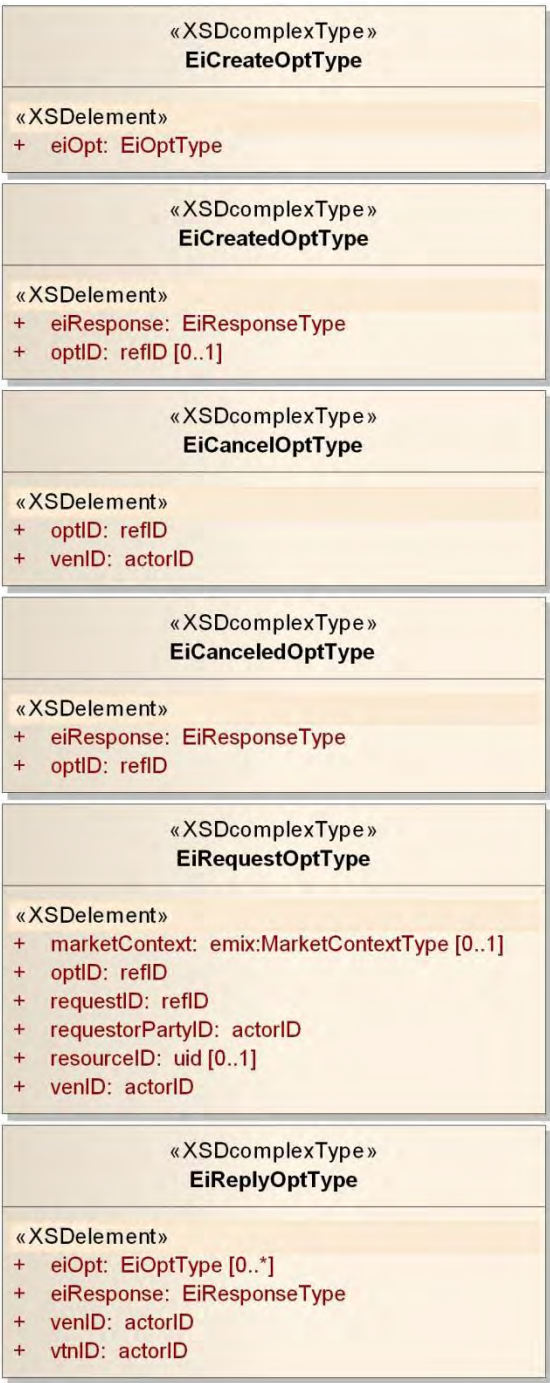 «XSDcomplexType»
EiCreateOptType
«XSDelement»
+ eiOpt: EiOptType
«XSDcomplexType»
EiCreatedOptType
«XSDelement»
+ eiResponse: EiResponseType
+ optID: refID [0..1]
«XSDcomplexType»
EiCancelOptType
«XSDelement»
+ optID: refID
+ venID: actorID
«XSDcomplexType»
EiCanceledOptType
«XSDelement»
+ eiResponse: EiResponseType
+ optID: refID
«XSDcomplexType»
EiRequestOptType
«XSDelement»
+ marketContext: emix:MarketContextType [0..1]
+ optID: refID
+ requestID: refID
+ requestorPartyID: actorID
+ resourceID: uid [0..1]
+ venID: actorID
«XSDcomplexType»
EiReplyOptType
«XSDelement»
+ eiOpt: EiOptType [0..*]
+ eiResponse: EiResponseType
+ venID: actorID
+ vtnID: actorID